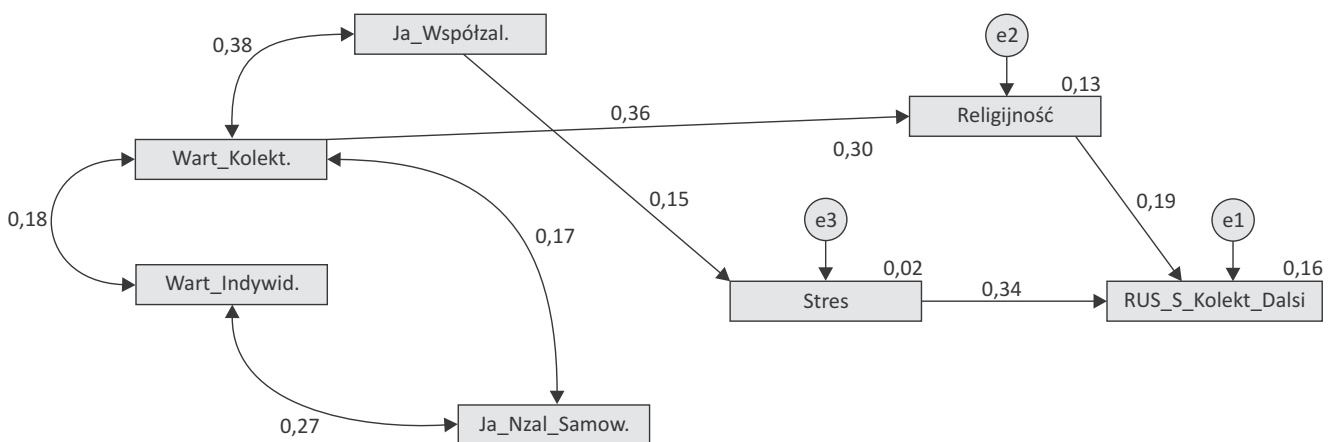 Ja_Współzal.
e2
0,38
0,13
Religijność
0,36
Wart_Kolekt.
0,30
0,15
0,19
0,18
e3
e1
0,17
Wart_Indywid.
0,02
0,16
Stres
0,34
RUS_S_Kolekt_Dalsi
0,27
Ja_Nzal_Samow.